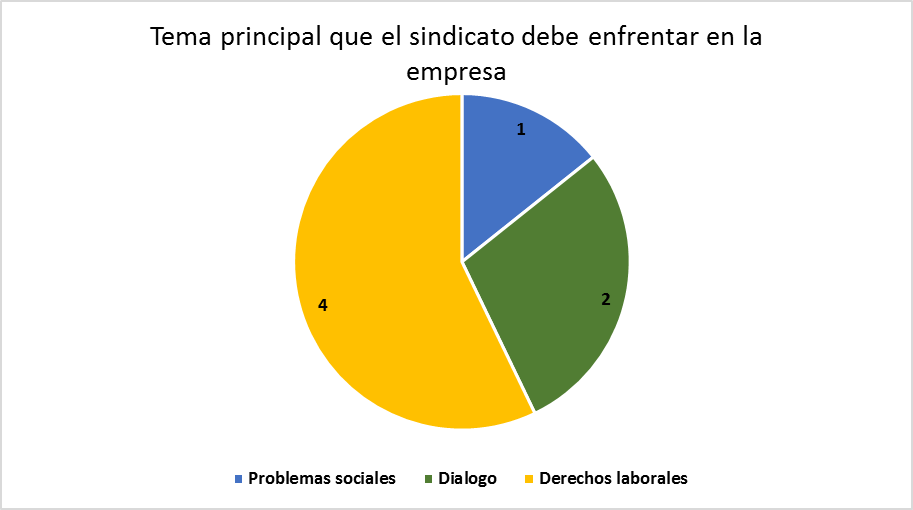 Tema principal que el sindicato debe enfrentar en la
empresa
1
2
4
Problemas sociales Dialogo Derechos laborales